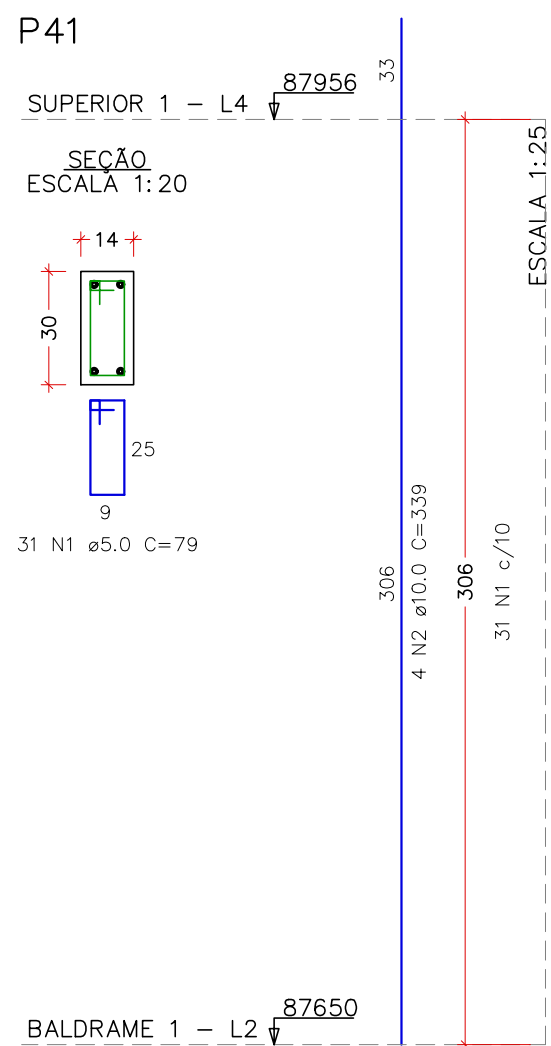 P41
87956
SUPERIOR 1 - L4
33
SEÇÃO
ESCALA 1:20
ESCALA 1:25
14
30
25
9
31 N1 ø5.0 C=79
306
4 N2 ø10.0 C=339
306
31 N1 c/10
87650
BALDRAME 1 - L2